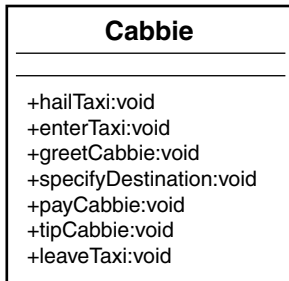 Cabbie
+hailTaxi:void
+enterTaxi:void
+greetCabbie:void
+specifyDestination:void
+payCabbie:void
+tipCabbie:void
+leaveTaxi:void